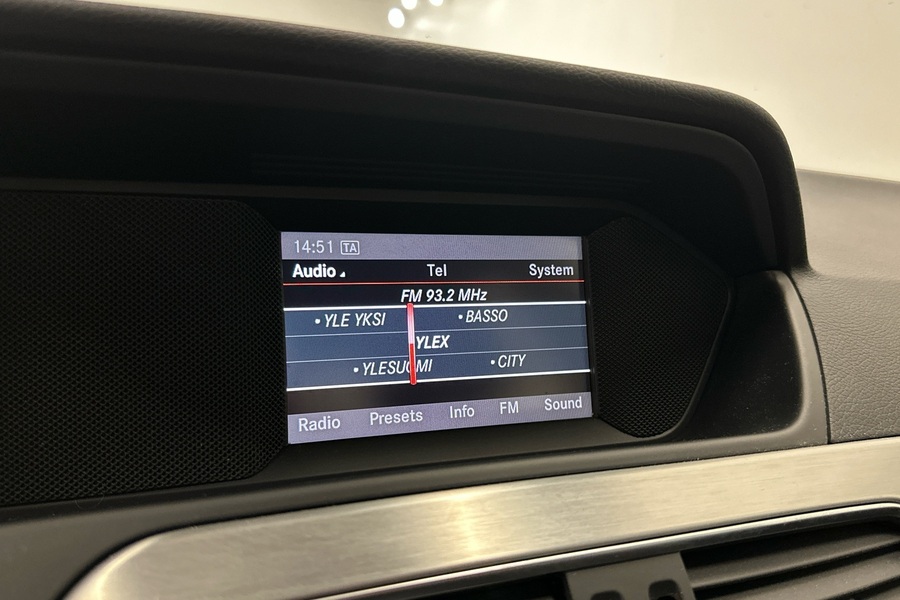 14:51 TA
Audio Tel System
FM 93.2 MHz
• YLE YKSI • BASSO
YLEX
• YLESUOMI • CITY
Radio Presets Info FM Sound